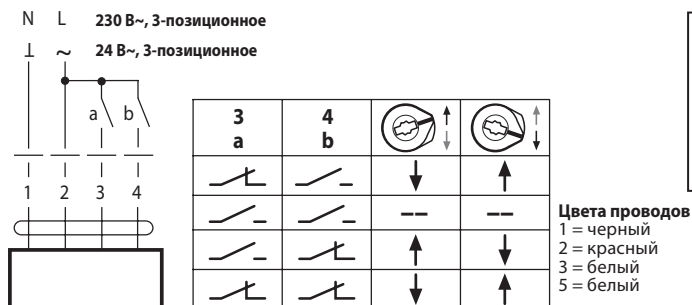 N L 230 В~, 3-позиционное
⊥ ~ 24 В~, 3-позиционное
a b
1 2 3 4
3 4
a b
-- --
Цвета проводов
1 = черный
2 = красный
3 = белый
5 = белый